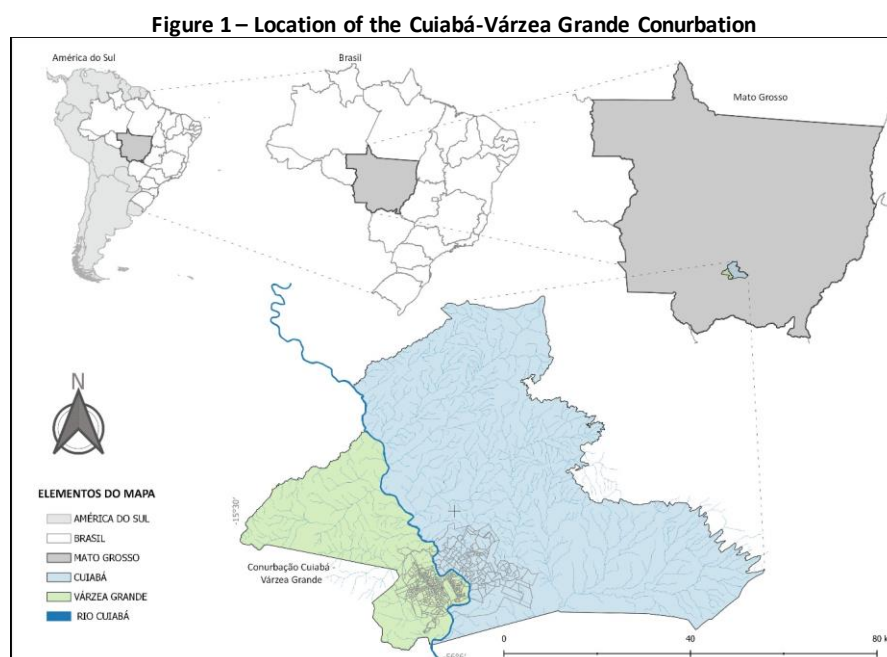 Figure 1 – Location of the Cuiabá-Várzea Grande Conurbation
América do Sul
Brasil
Mato Grosso
N
ELEMENTOS DO MAPA
AMÉRICA DO SUL
BRASIL
MATO GROSSO
CUIABÁ
VÁRZEA GRANDE
RIO CUIABÁ
-15°30'
Conurbação Cuiabá -
Várzea Grande
0
40
80 k